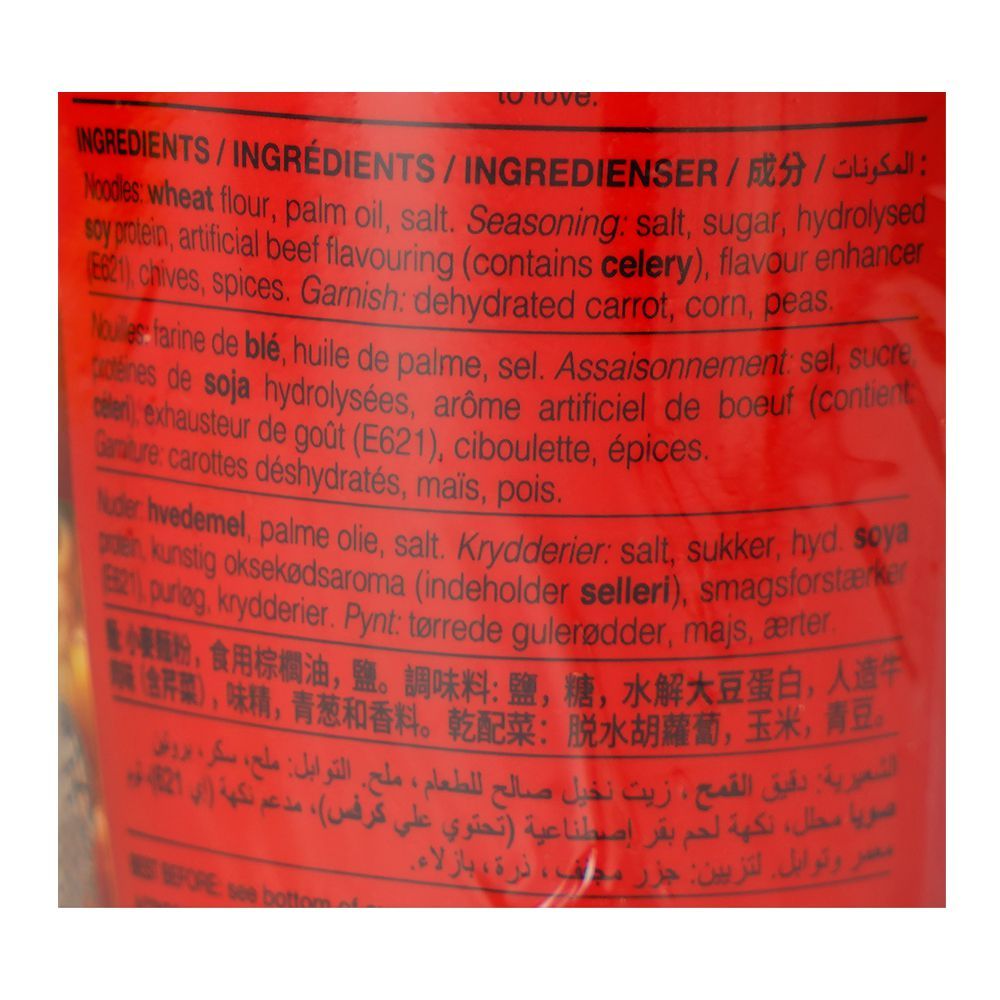 to love.
INGREDIENTS / INGRÉDIENTS / INGREDIENSER / 成分 / المكونات :
Noodles: wheat flour, palm oil, salt. Seasoning: salt, sugar, hydrolysed
soy protein, artificial beef flavouring (contains celery), flavour enhancer
(E621), chives, spices. Garnish: dehydrated carrot, corn, peas.
Nouilles: farine de blé, huile de palme, sel. Assaisonnement: sel, sucre,
protéines de soja hydrolysées, arôme artificiel de boeuf (contient:
céleri), exhausteur de goût (E621), ciboulette, épices.
Garniture: carottes déshydratés, maïs, pois.
Nudler: hvedemel, palme olie, salt. Krydderier: salt, sukker, hyd. soya
protein, kunstig oksekødsaroma (indeholder selleri), smagsforstærker
(E621), purløg, krydderier. Pynt: tørrede gulerødder, majs, ærter.
小麥麵粉，食用棕櫚油，鹽。調味料: 鹽，糖，水解大豆蛋白，人造牛
(含芹菜)，味精，青葱和香料。乾配菜： 脱水胡蘿蔔，玉米，青豆。
الشعيرية: دقيق القمح ، زيت نخيل صالح للطعام، ملح. التوابل: ملح، سكر، بروتين
صويا محلل، نكهة لحم بقر إصطناعية (تحتوي علي كرفس)، مدعم نكهة (إي 621)، ثوم
معمر وتوابل. لتزيين: جزر مجفف، ذرة، بازلاء.
BEST BEFORE: see bottom of